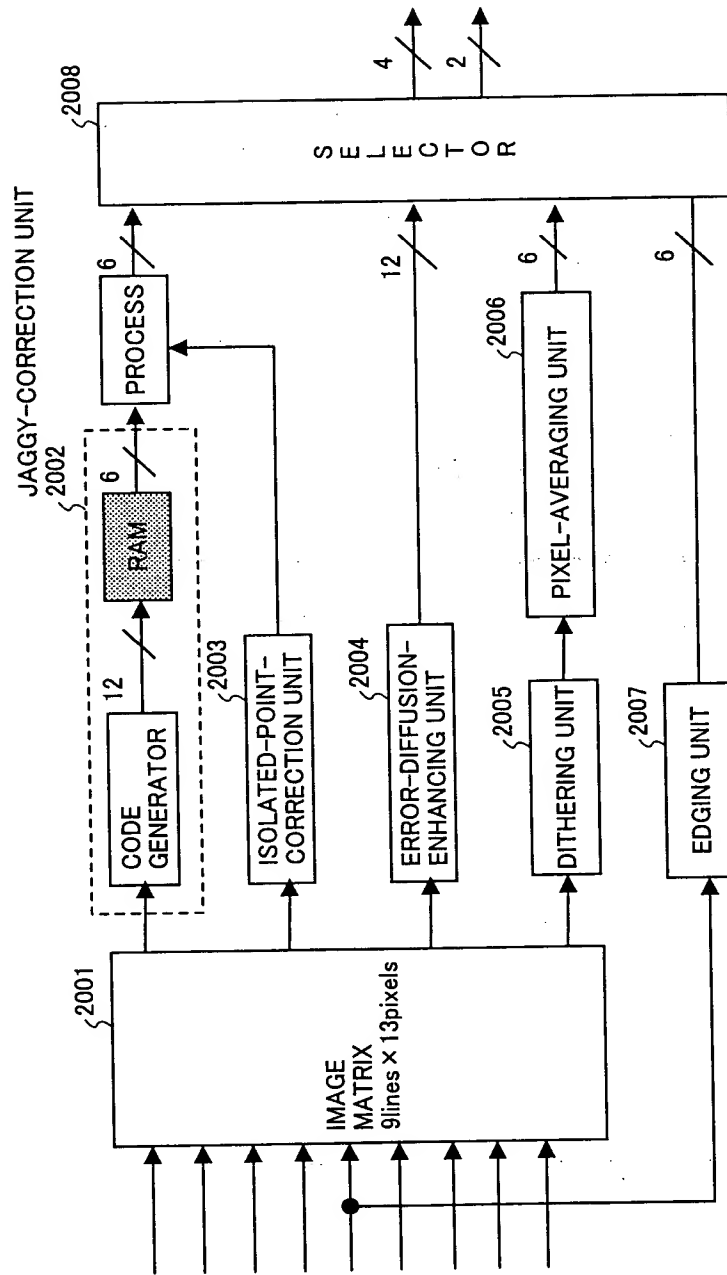 JAGGY-CORRECTION UNIT
2002
2001
IMAGE
MATRIX
9lines × 13pixels
CODE
GENERATOR
12
RAM
6
PROCESS
6
2008
SELECTOR
4
2
2003
ISOLATED-POINT-
CORRECTION UNIT
2004
ERROR-DIFFUSION-
ENHANCING UNIT
12
2005
DITHERING UNIT
2006
PIXEL-AVERAGING UNIT
6
2007
EDGING UNIT
6